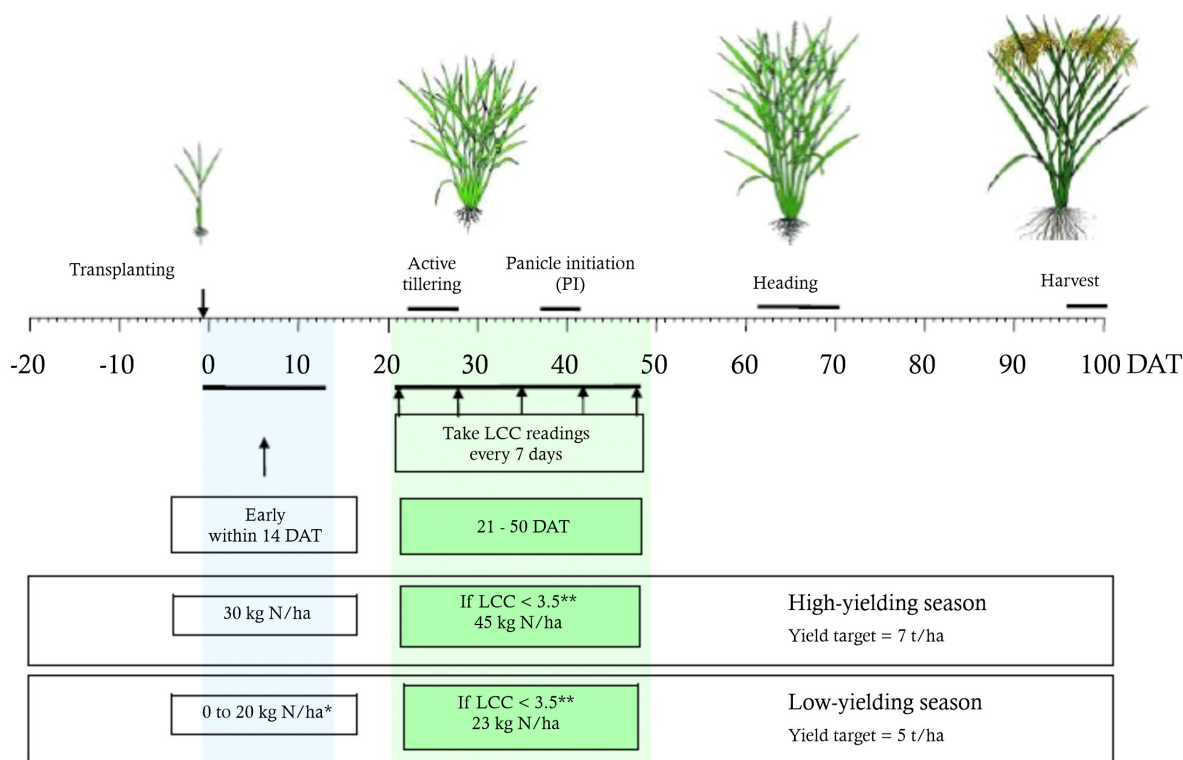 Transplanting
Active
tillering
Panicle initiation
(PI)
Heading
Harvest
-20 -10 0 10 20 30 40 50 60 70 80 90 100 DAT
Take LCC readings
every 7 days
Early
within 14 DAT
21 - 50 DAT
30 kg N/ha
If LCC < 3.5**
45 kg N/ha
High-yielding season
Yield target = 7 t/ha
0 to 20 kg N/ha*
If LCC < 3.5**
23 kg N/ha
Low-yielding season
Yield target = 5 t/ha